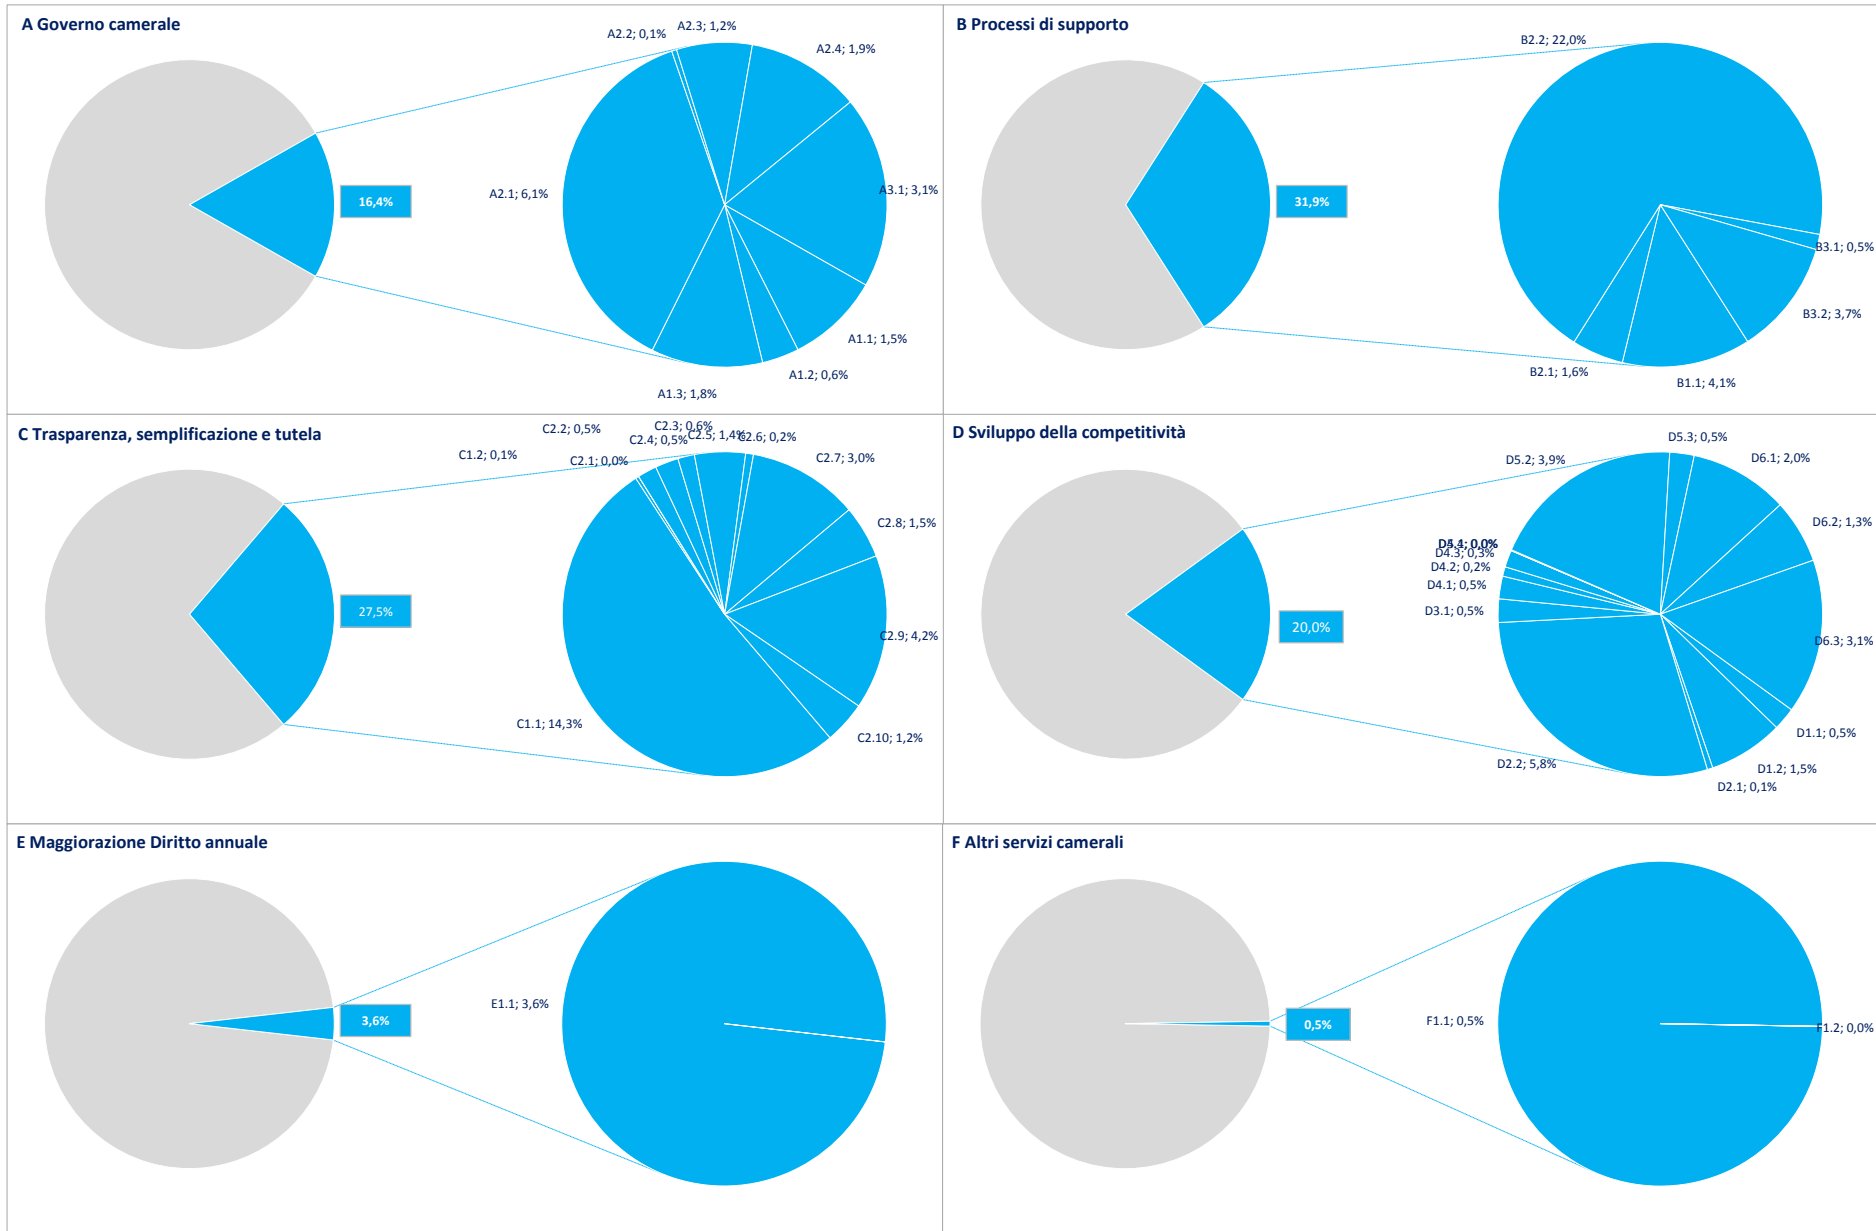 A Governo camerale
A2.2; 0,1%
A2.3; 1,2%
A2.4; 1,9%
A2.1; 6,1%
16,4%
A3.1; 3,1%
A1.1; 1,5%
A1.2; 0,6%
A1.3; 1,8%
B Processi di supporto
B2.2; 22,0%
31,9%
B3.1; 0,5%
B3.2; 3,7%
B2.1; 1,6%
B1.1; 4,1%
C Trasparenza, semplificazione e tutela
C1.2; 0,1%
C2.2; 0,5%
C2.1; 0,0%
C2.4; 0,5%
C2.3; 0,6%
C2.5; 1,4%
C2.6; 0,2%
C2.7; 3,0%
C2.8; 1,5%
27,5%
C2.9; 4,2%
C1.1; 14,3%
C2.10; 1,2%
D Sviluppo della competitività
D5.3; 0,5%
D5.2; 3,9%
D6.1; 2,0%
D6.2; 1,3%
0,0%
D4.3; 0,3%
D4.2; 0,2%
D4.1; 0,5%
D3.1; 0,5%
20,0%
D6.3; 3,1%
D1.1; 0,5%
D2.2; 5,8%
D1.2; 1,5%
D2.1; 0,1%
E Maggiorazione Diritto annuale
E1.1; 3,6%
3,6%
F Altri servizi camerali
0,5%
F1.1; 0,5%
F1.2; 0,0%